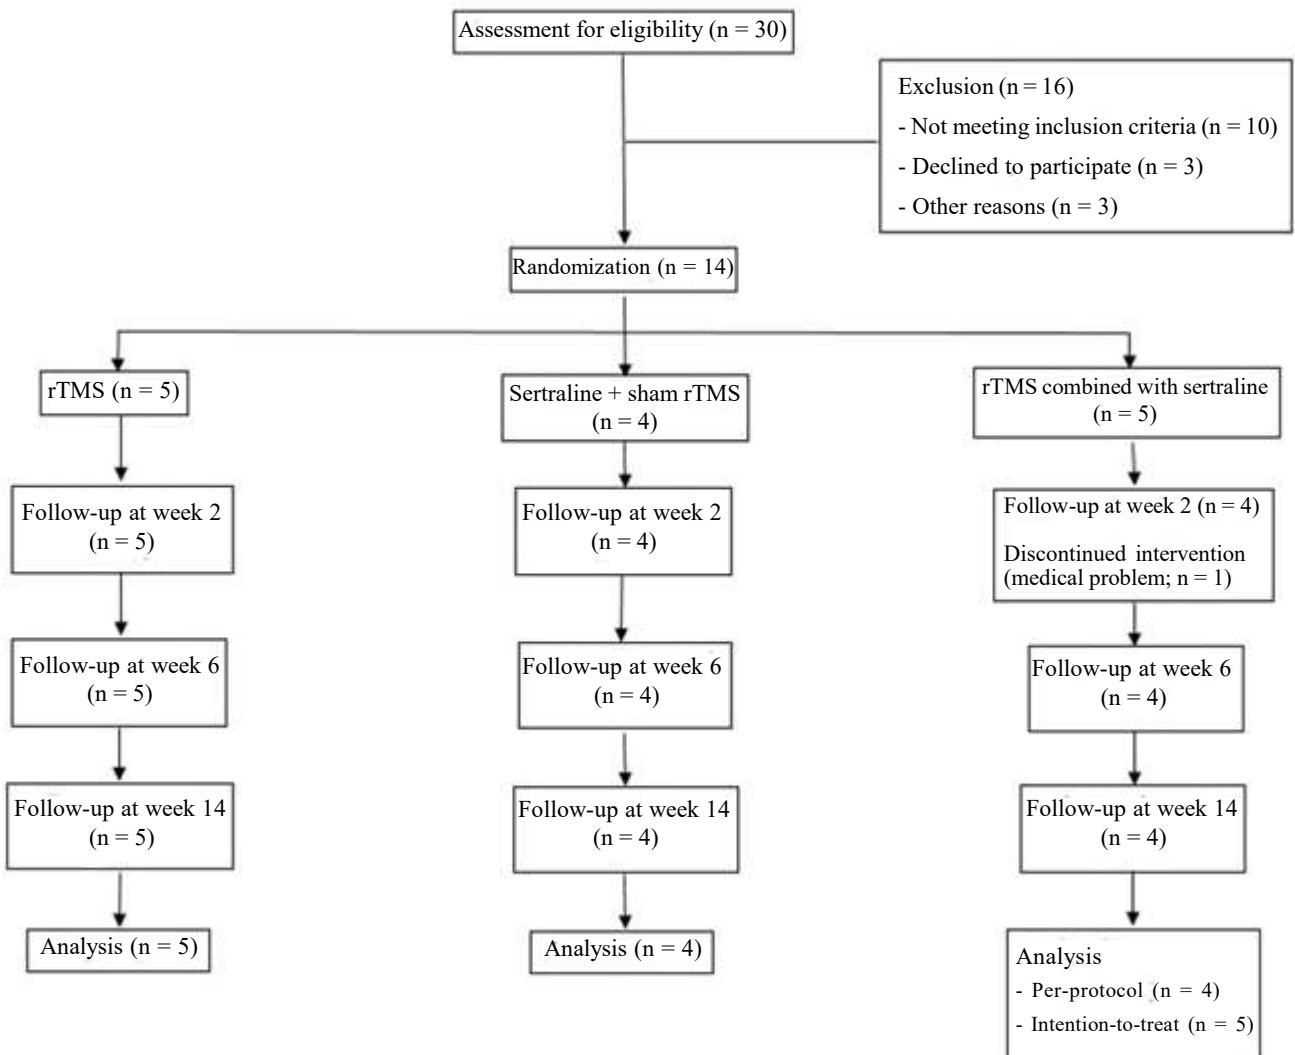 Assessment for eligibility (n = 30)
Exclusion (n = 16)
- Not meeting inclusion criteria (n = 10)
- Declined to participate (n = 3)
- Other reasons (n = 3)
Randomization (n = 14)
rTMS (n = 5)
Follow-up at week 2
(n = 5)
Follow-up at week 6
(n = 5)
Follow-up at week 14
(n = 5)
Analysis (n = 5)
Sertraline + sham rTMS
(n = 4)
Follow-up at week 2
(n = 4)
Follow-up at week 6
(n = 4)
Follow-up at week 14
(n = 4)
Analysis (n = 4)
rTMS combined with sertraline
(n = 5)
Follow-up at week 2 (n = 4)
Discontinued intervention
(medical problem; n = 1)
Follow-up at week 6
(n = 4)
Follow-up at week 14
(n = 4)
Analysis
- Per-protocol (n = 4)
- Intention-to-treat (n = 5)